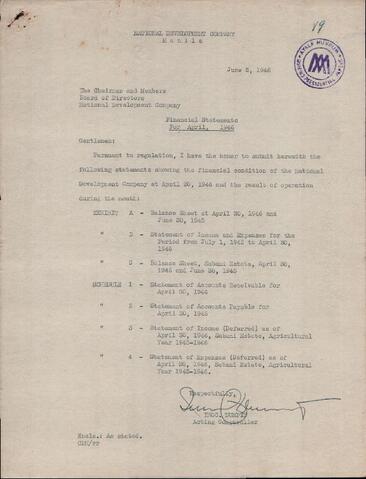 NATIONAL DEVELOPMENT COMPANY
Manila
19
June 5, 1946
AYALA MUSEUM
The Chairman and Members
Board of Directors
National Development Company
Financial Statements
For April, 1946
Gentlemen:
Pursuant to regulation, I have the honor to submit herewith the
following statements showing the financial condition of the National
Development Company at April 30, 1946 and the result of operation
during the month:
EXHIBIT A - Balance Sheet at April 30, 1946 and
June 30, 1945
" B - Statement of Income and Expenses for the
Period from July 1, to April 30,
1946
" C - Balance Sheet, Sabani Estate, April 30,
1946 and June 30, 1945
SCHEDULE 1 - Statement of Accounts Receivable for
April 30, 1946
" 2 - Statement of Accounts Payable for
April 30, 1946
" 3 - Statement of Income (Deferred) as of
April 30, 1946, Sabani Estate, Agricultural
Year 1945-1946
" 4 - Statement of Expenses (Deferred) as of
April 30, 1946, Sabani Estate, Agricultural
Year 1945-1946.
Respectfully,
Acting Comptroller
Encls.: As stated.